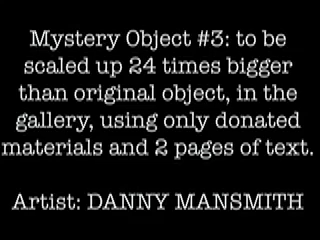 Mystery Object #3: to be
scaled up 24 times bigger
than original object, in the
gallery, using only donated
materials and 2 pages of text.
Artist: DANNY MANSMITH